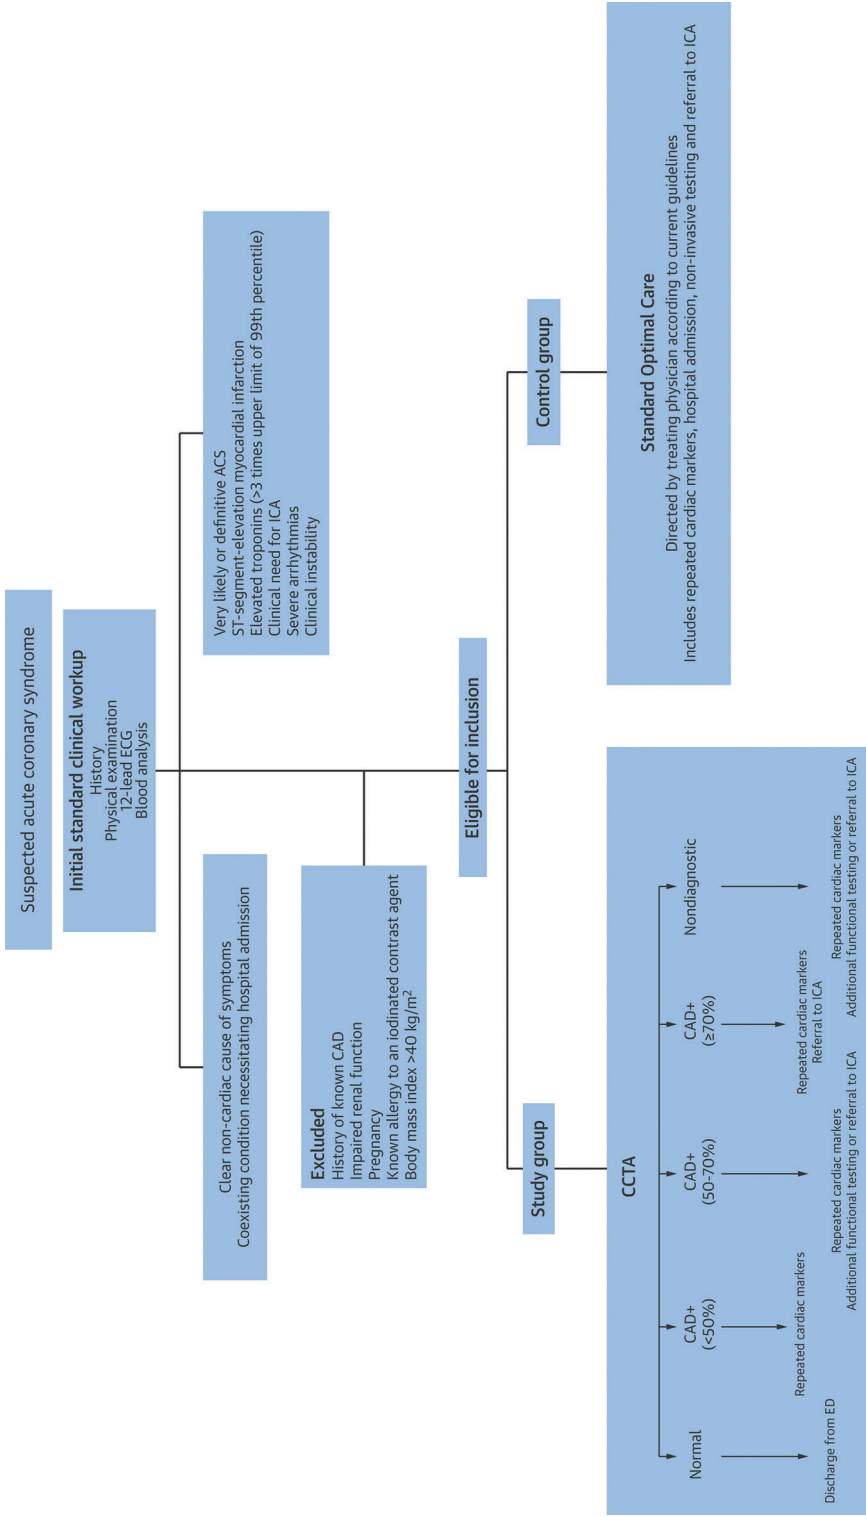 Suspected acute coronary syndrome
Initial standard clinical workup
History
Physical examination
12-lead ECG
Blood analysis
Clear non-cardiac cause of symptoms
Coexisting condition necessitating hospital admission
Very likely or definitive ACS
ST-segment-elevation myocardial infarction
Elevated troponins (>3 times upper limit of 99th percentile)
Clinical need for ICA
Severe arrhythmias
Clinical instability
Excluded
History of known CAD
Impaired renal function
Pregnancy
Known allergy to an iodinated contrast agent
Body mass index >40 kg/m²
Eligible for inclusion
Study group
Control group
CCTA
Normal
Discharge from ED
CAD+
(<50%)
Repeated cardiac markers
CAD+
(50-70%)
Repeated cardiac markers
Additional functional testing or referral to ICA
CAD+
(≥70%)
Repeated cardiac markers
Referral to ICA
Nondiagnostic
Repeated cardiac markers
Additional functional testing or referral to ICA
Standard Optimal Care
Directed by treating physician according to current guidelines
Includes repeated cardiac markers, hospital admission, non-invasive testing and referral to ICA